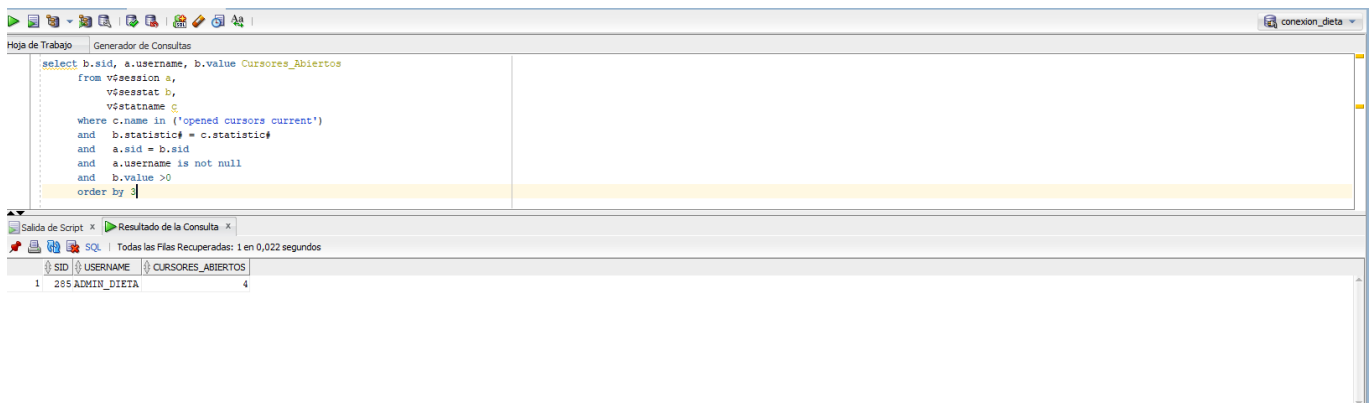 conexion_dieta
Hoja de Trabajo Generador de Consultas
select b.sid, a.username, b.value Cursores_Abiertos
from v$session a,
v$sesstat b,
v$statname c
where c.name in ('opened cursors current')
and b.statistic# = c.statistic#
and a.sid = b.sid
and a.username is not null
and b.value >0
order by 3
Salida de Script x Resultado de la Consulta x
SQL | Todas las Filas Recuperadas: 1 en 0,022 segundos
SID USERNAME CURSORES_ABIERTOS
1 285 ADMIN_DIETA 4